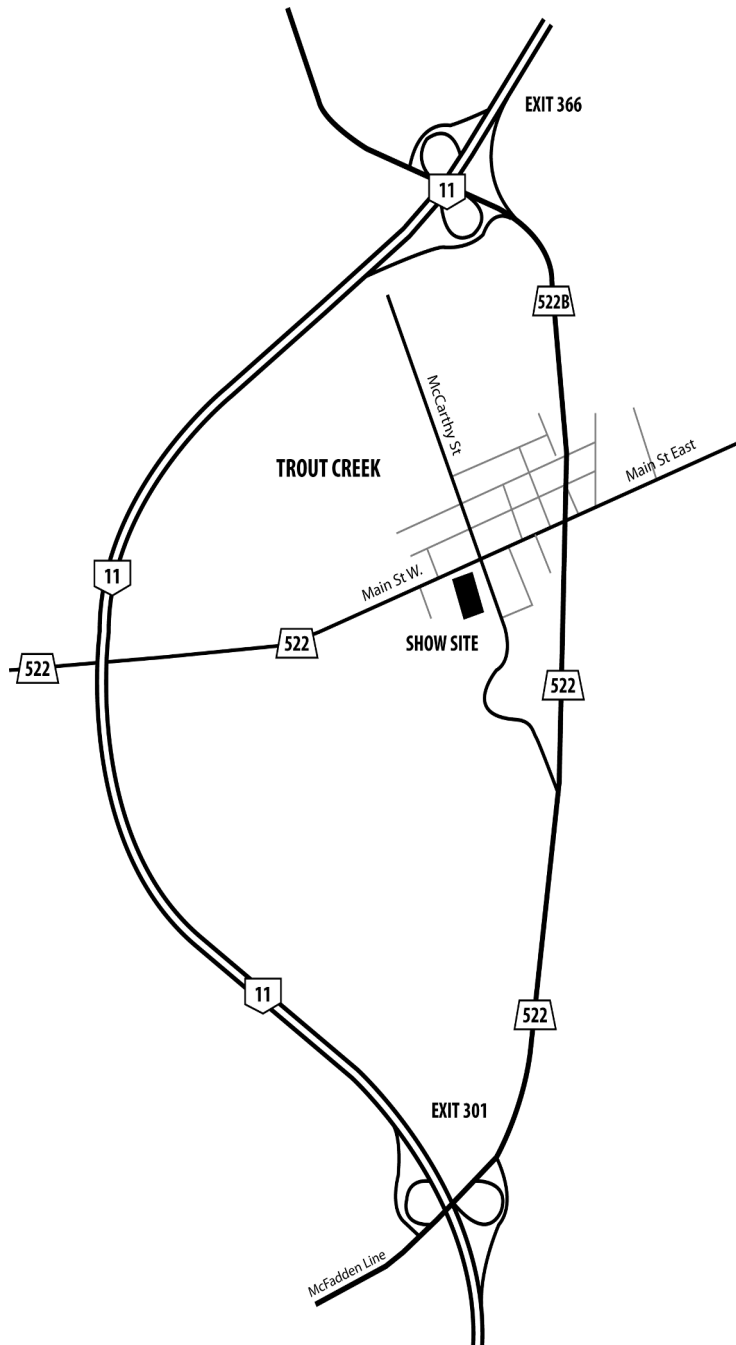 EXIT 366
11
522B
McCarthy St
Main St East
TROUT CREEK
11
Main St W.
522
522
SHOW SITE
522
11
522
EXIT 301
McFadden Line